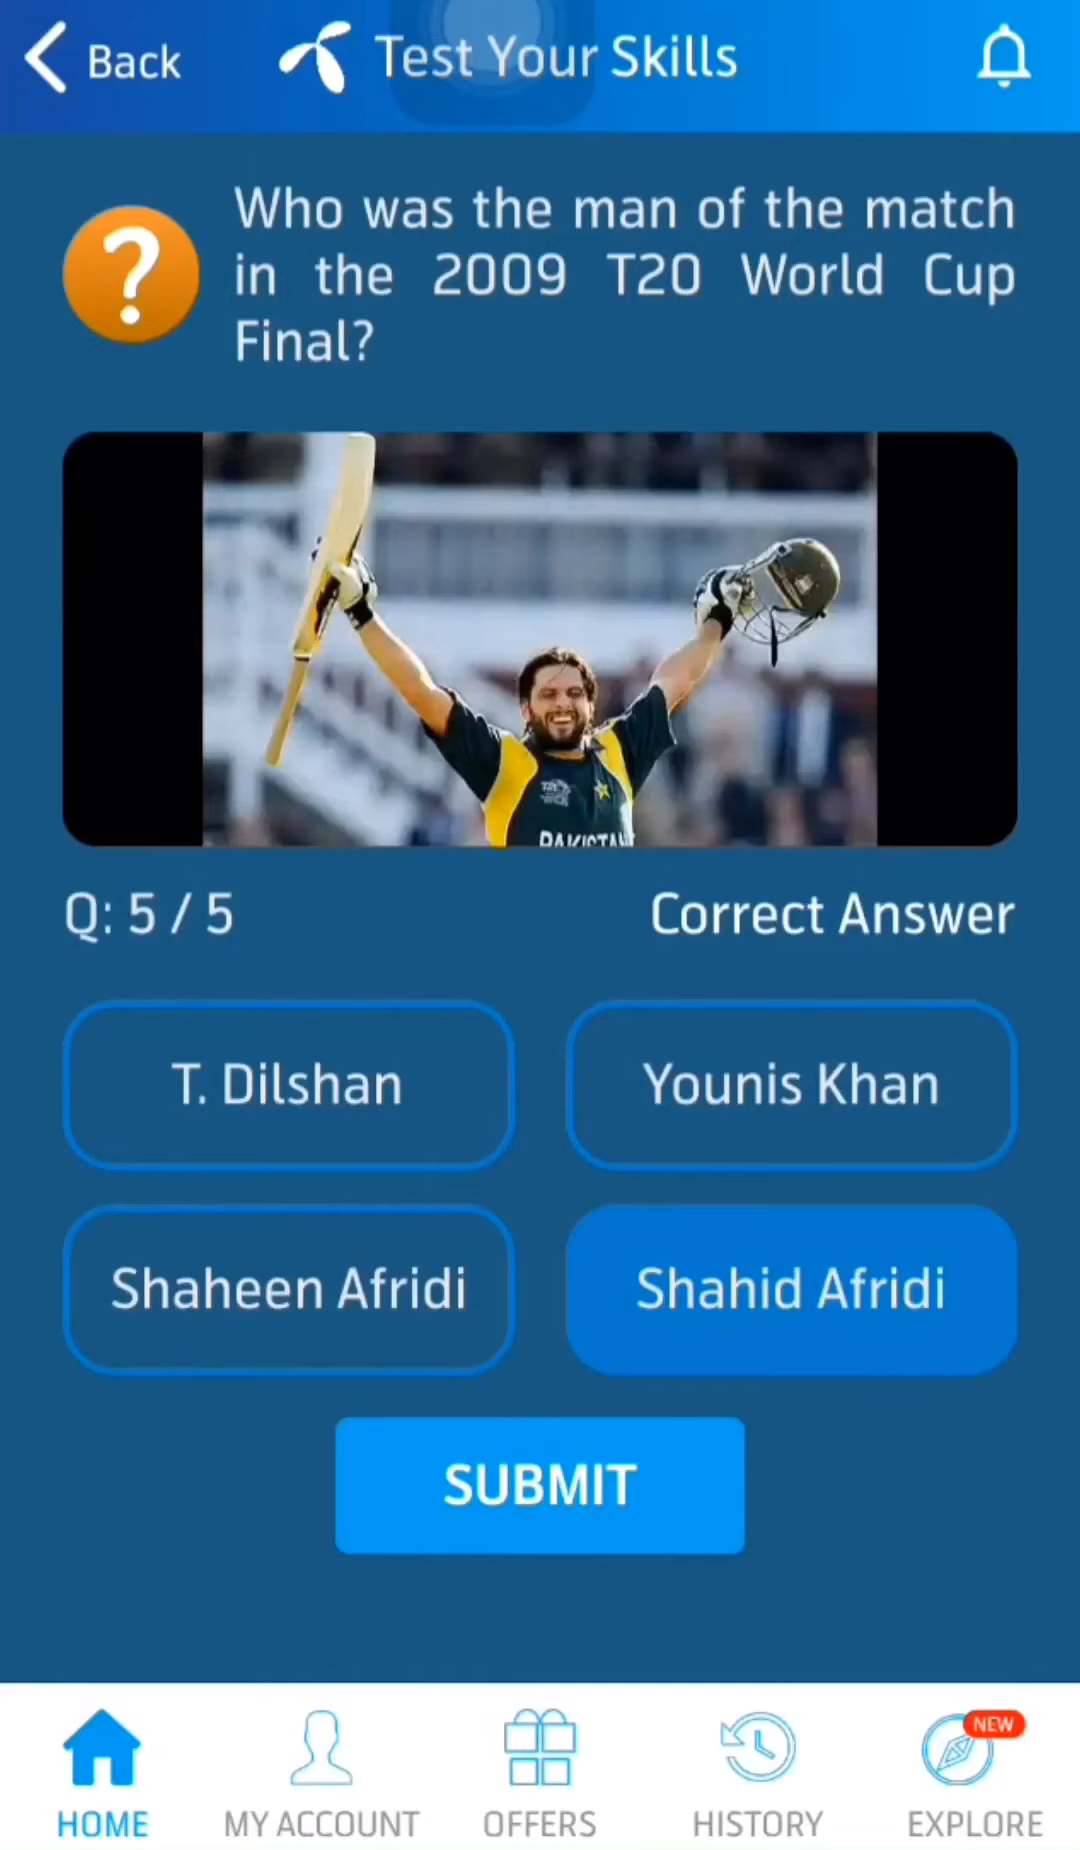 Back
Test Your Skills
Who was the man of the match
in the 2009 T20 World Cup
Final?
PAKISTAN
Q: 5 / 5
Correct Answer
T. Dilshan
Younis Khan
Shaheen Afridi
Shahid Afridi
SUBMIT
NEW
HOME
MY ACCOUNT
OFFERS
HISTORY
EXPLORE